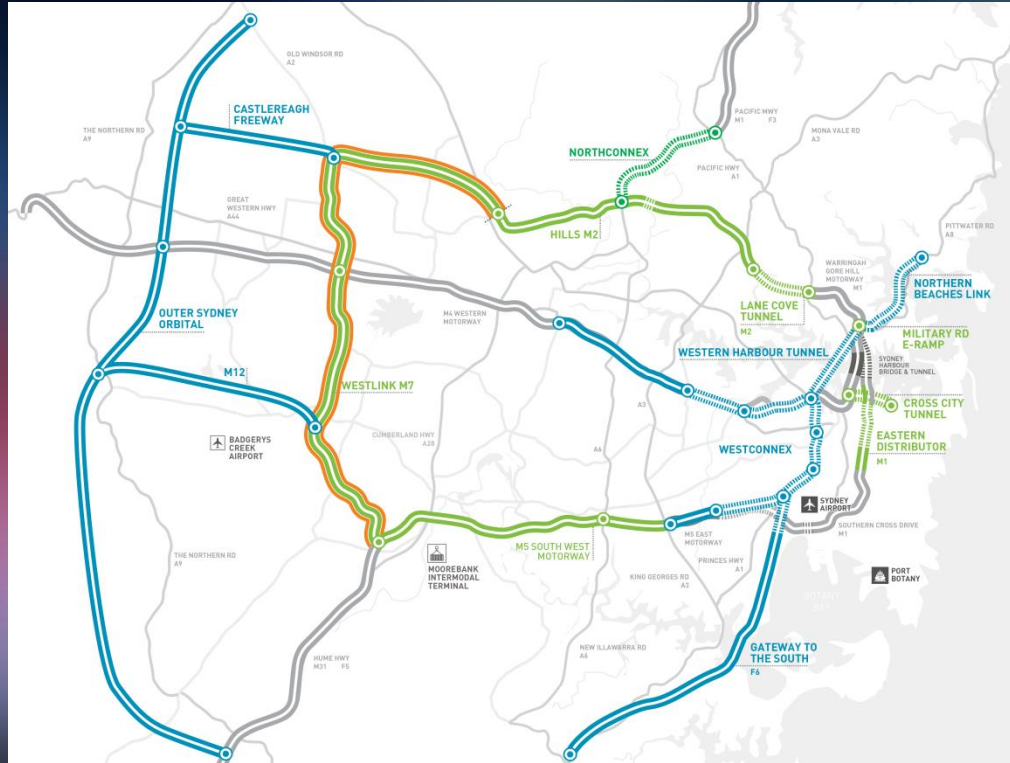 OLD WINDSOR RD
A2
CASTLEREAGH
FREEWAY
THE NORTHERN RD
A9
PACIFIC MWY
M1 F3
MONA VALE RD
A3
NORTHCONNEX
PACIFIC HWY
A1
GREAT
WESTERN HWY
A44
HILLS M2
PITTWATER RD
A8
WARRINGAH
GORE HILL
MOTORWAY
M1
NORTHERN
BEACHES LINK
OUTER SYDNEY
ORBITAL
M4 WESTERN
MOTORWAY
LANE COVE
TUNNEL
M2
MILITARY RD
E-RAMP
WESTERN HARBOUR TUNNEL
SYDNEY
HARBOUR
BRIDGE & TUNNEL
M12
WESTLINK M7
CROSS CITY
TUNNEL
A3
CUMBERLAND HWY
A28
BADGERYS
CREEK
AIRPORT
A6
WESTCONNEX
EASTERN
DISTRIBUTOR
M1
SYDNEY
AIRPORT
SOUTHERN CROSS DRIVE
M1
M5 SOUTH WEST
MOTORWAY
M5 EAST
MOTORWAY
PRINCES HWY
A1
THE NORTHERN RD
A9
MOOREBANK
INTERMODAL
TERMINAL
KING GEORGES RD
A3
PORT
BOTANY
BOTANY
BAY
NEW ILLAWARRA RD
A6
HUME HWY
M31 F5
GATEWAY TO
THE SOUTH
F6